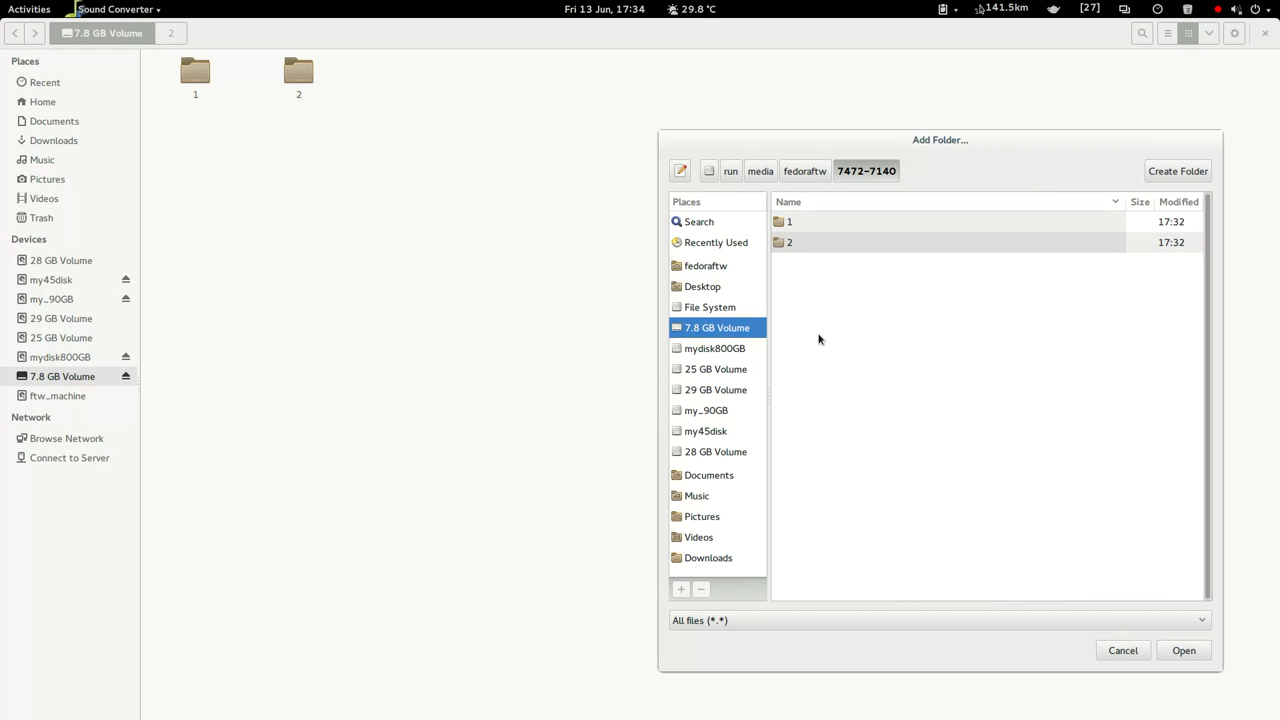 Activities Sound Converter Fri 13 Jun, 17:34 29.8 °C 141.5km [27]
7.8 GB Volume 2
Places
Recent
Home
Documents
Downloads
Music
Pictures
Videos
Trash
Devices
28 GB Volume
my45disk
my_90GB
29 GB Volume
25 GB Volume
mydisk800GB
7.8 GB Volume
ftw_machine
Network
Browse Network
Connect to Server
1 2
Add Folder...
run media fedoraftw 7472-7140 Create Folder
Places
Search
Recently Used
fedoraftw
Desktop
File System
7.8 GB Volume
mydisk800GB
25 GB Volume
29 GB Volume
my_90GB
my45disk
28 GB Volume
Documents
Music
Pictures
Videos
Downloads
Name Size Modified
1 17:32
2 17:32
All files (*.*)
Cancel Open